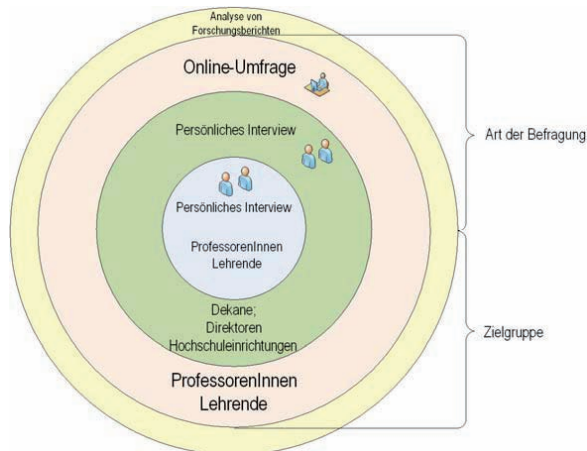 Analyse von
Forschungsberichten
Online-Umfrage
Persönliches Interview
Persönliches Interview
ProfessorenInnen
Lehrende
Dekane;
Direktoren
Hochschuleinrichtungen
ProfessorenInnen
Lehrende
Art der Befragung
Zielgruppe